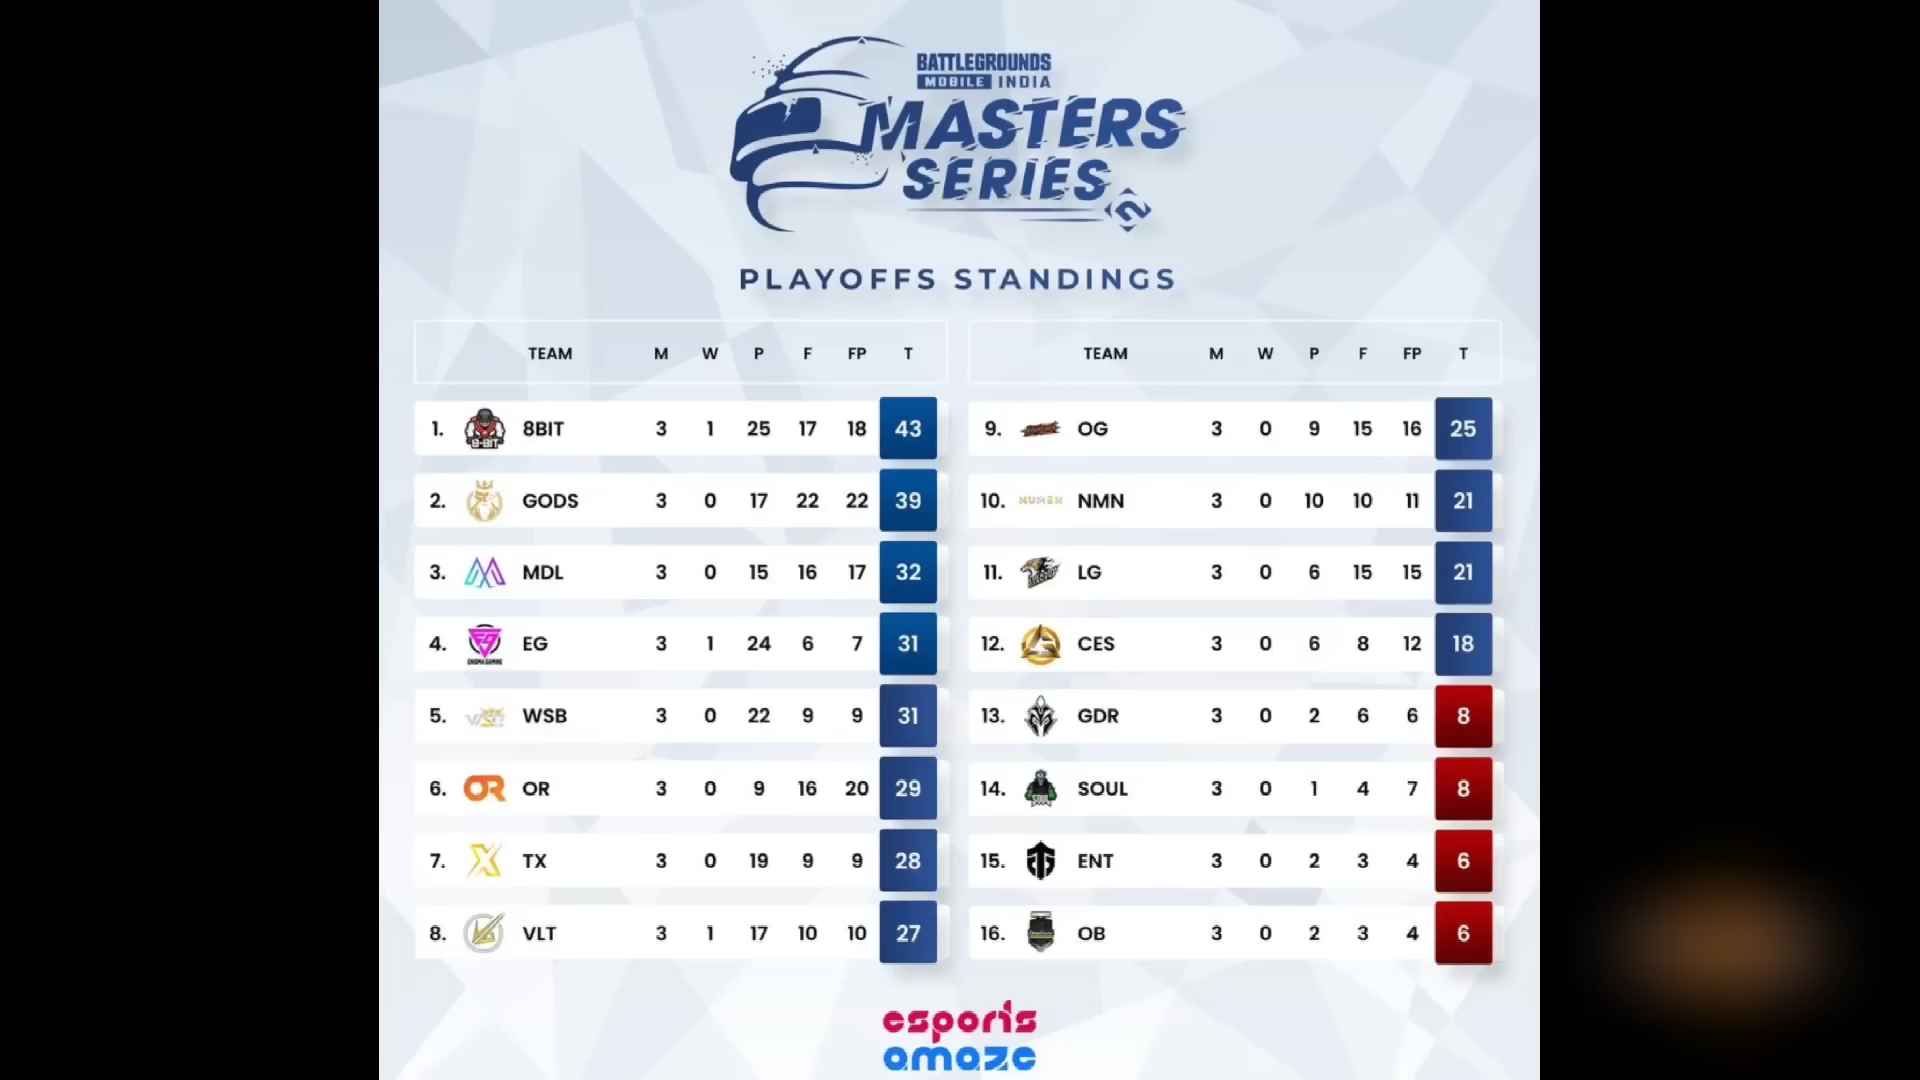 BATTLEGROUNDS
MOBILE INDIA
MASTERS
SERIES
2
PLAYOFFS STANDINGS
TEAM M W P F FP T
1. 8BIT 3 1 25 17 18 43
2. GODS 3 0 17 22 22 39
3. MDL 3 0 15 16 17 32
4. EG 3 1 24 6 7 31
5. WSB 3 0 22 9 9 31
6. OR OR 3 0 9 16 20 29
7. TX 3 0 19 9 9 28
8. VLT 3 1 17 10 10 27
TEAM M W P F FP T
9. OG 3 0 9 15 16 25
10. NUMEN NMN 3 0 10 10 11 21
11. LG 3 0 6 15 15 21
12. CES 3 0 6 8 12 18
13. GDR 3 0 2 6 6 8
14. SOUL 3 0 1 4 7 8
15. ENT 3 0 2 3 4 6
16. OB 3 0 2 3 4 6
esports
amaze